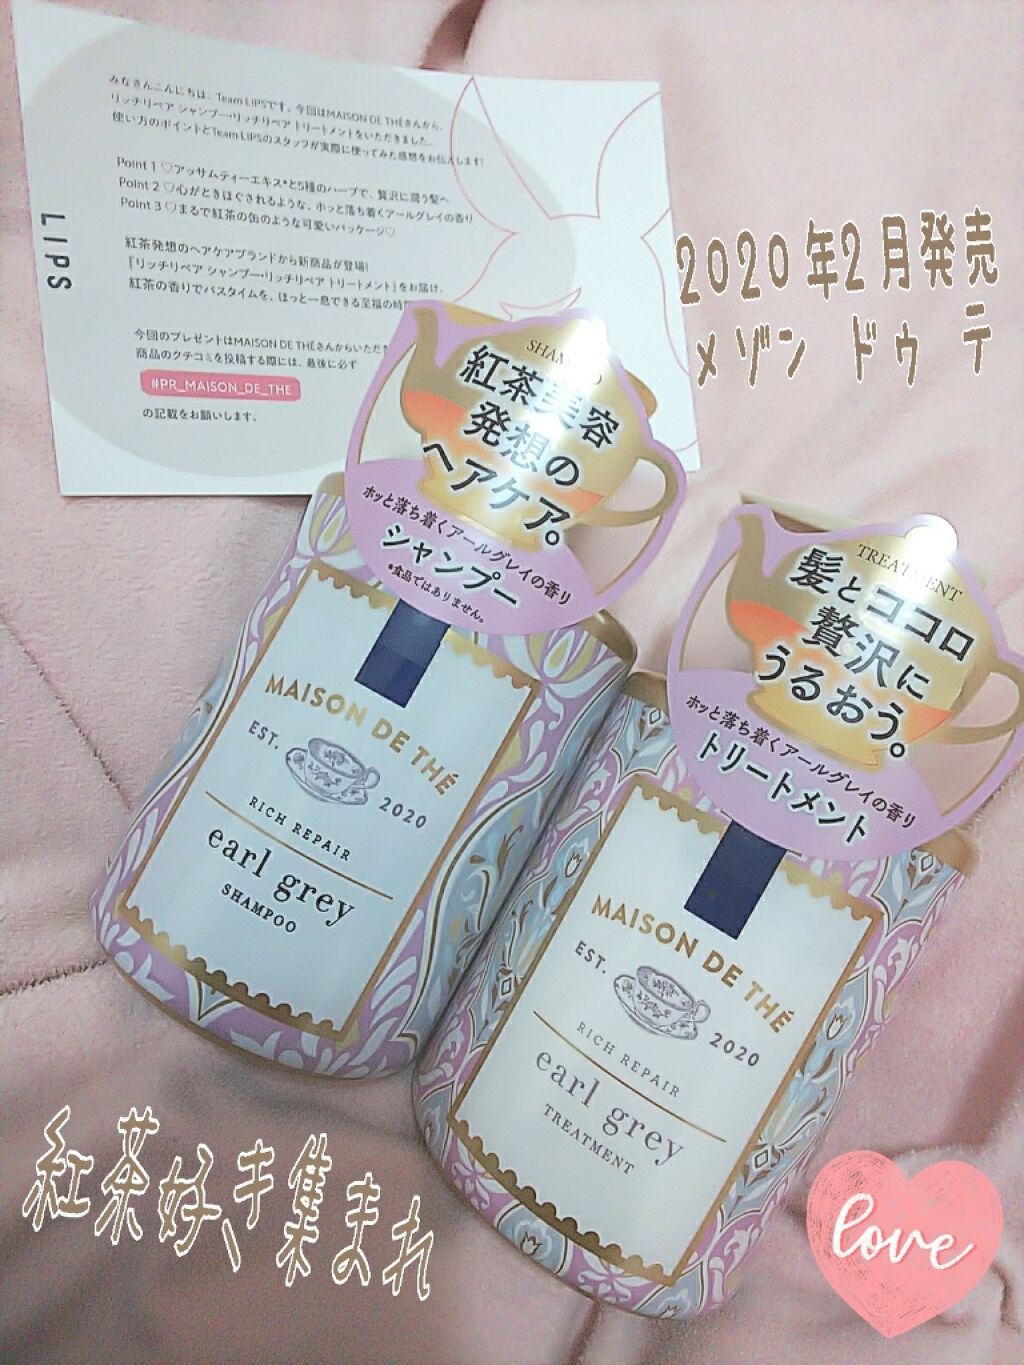 みなさんこんにちは、Team LIPSです。今回はMAISON DE THÉさんから、
リッチリペア シャンプー・リッチリペア トリートメントをいただきました。
使い方のポイントとTeam LIPSのスタッフが実際に使ってみた感想をお伝えします!
Point 1 ♡アッサムティーエキス*と5種のハーブで、贅沢に潤う髪へ
Point 2 ♡心がときほぐされるような、ホッと落ち着くアールグレイの香り
Point 3 ♡まるで紅茶の缶のような可愛いパッケージ♡
紅茶発想のヘアケアブランドから新商品が登場!
『リッチリペア シャンプー・リッチリペア トリートメント』をお届け。
紅茶の香りでバスタイムを、ほっと一息できる至福の時間
今回のプレゼントはMAISON DE THÉさんからいただき
商品のクチコミを投稿する際には、最後に必ず
#PR_MAISON_DE_THE
の記載をお願いします。
LIPS
2020年2月発売
メゾン ドゥ テ
紅茶美容
発想の
ヘアケア。
ホッと落ち着くアールグレイの香り
シャンプー
*食品ではありません。
MAISON DE THÉ
EST. 2020
RICH REPAIR
earl grey
SHAMPOO
TREATMENT
髪とココロ
贅沢に
うるおう。
ホッと落ち着くアールグレイの香り
トリートメント
MAISON DE THÉ
EST. 2020
RICH REPAIR
earl grey
TREATMENT
紅茶好キ集まれ
love